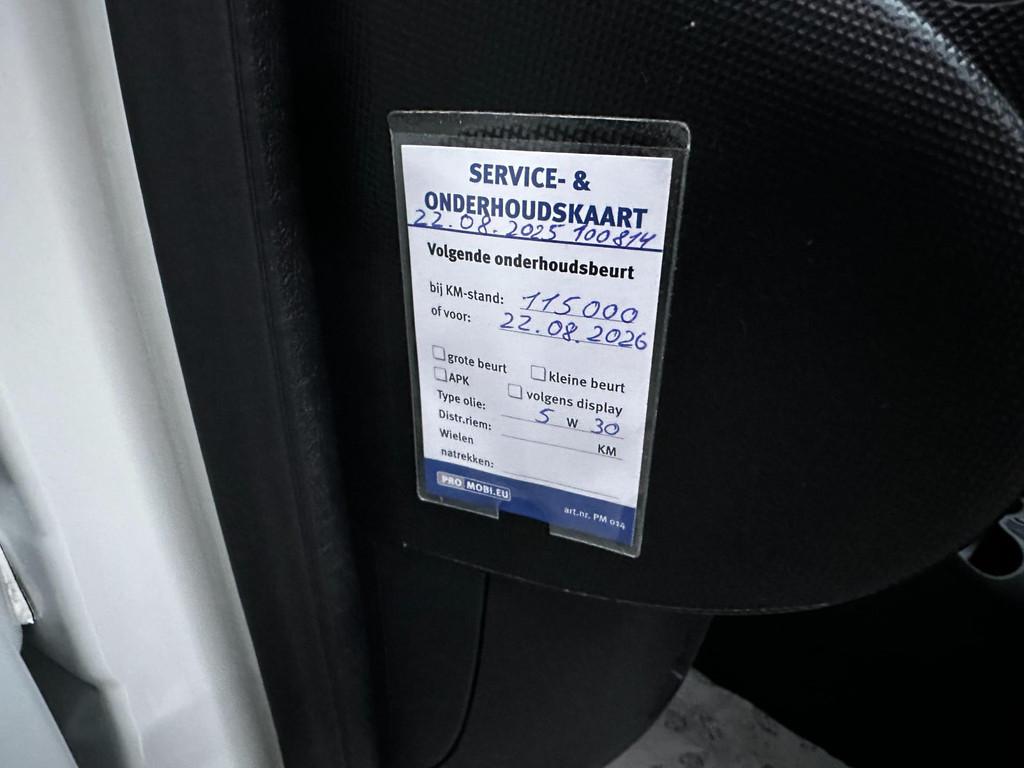 SERVICE- &
ONDERHOUDSKAART
22.08.2025 100814
Volgende onderhoudsbeurt
bij KM-stand: 115000
of voor: 22.08.2026
grote beurt kleine beurt
APK volgens display
Type olie: 5 W 30
Distr.riem: KM
Wielen
natrekken:
PRO MOBI.EU art.nr. PM 014